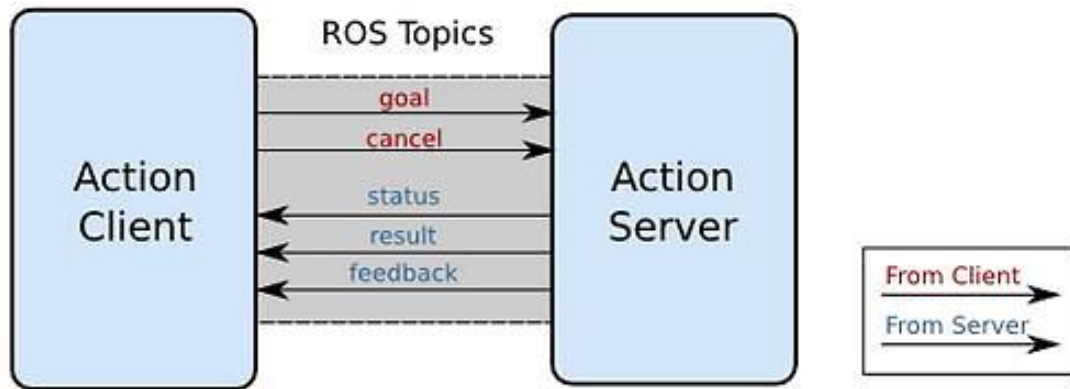 ROS Topics
Action
Client
goal
cancel
status
result
feedback
Action
Server
From Client
From Server